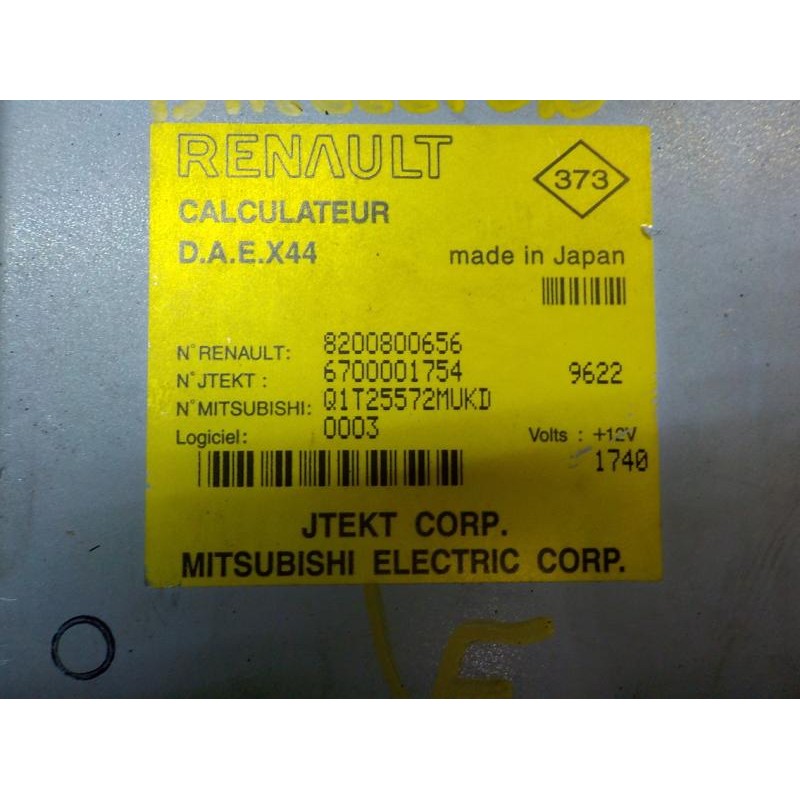 RENAULT
373
CALCULATEUR
D.A.E.X44
made in Japan
N° RENAULT: 8200800656
N° JTEKT : 6700001754 9622
N° MITSUBISHI: Q1T25572MUKD
Logiciel: 0003 Volts : +12V
1740
JTEKT CORP.
MITSUBISHI ELECTRIC CORP.
E